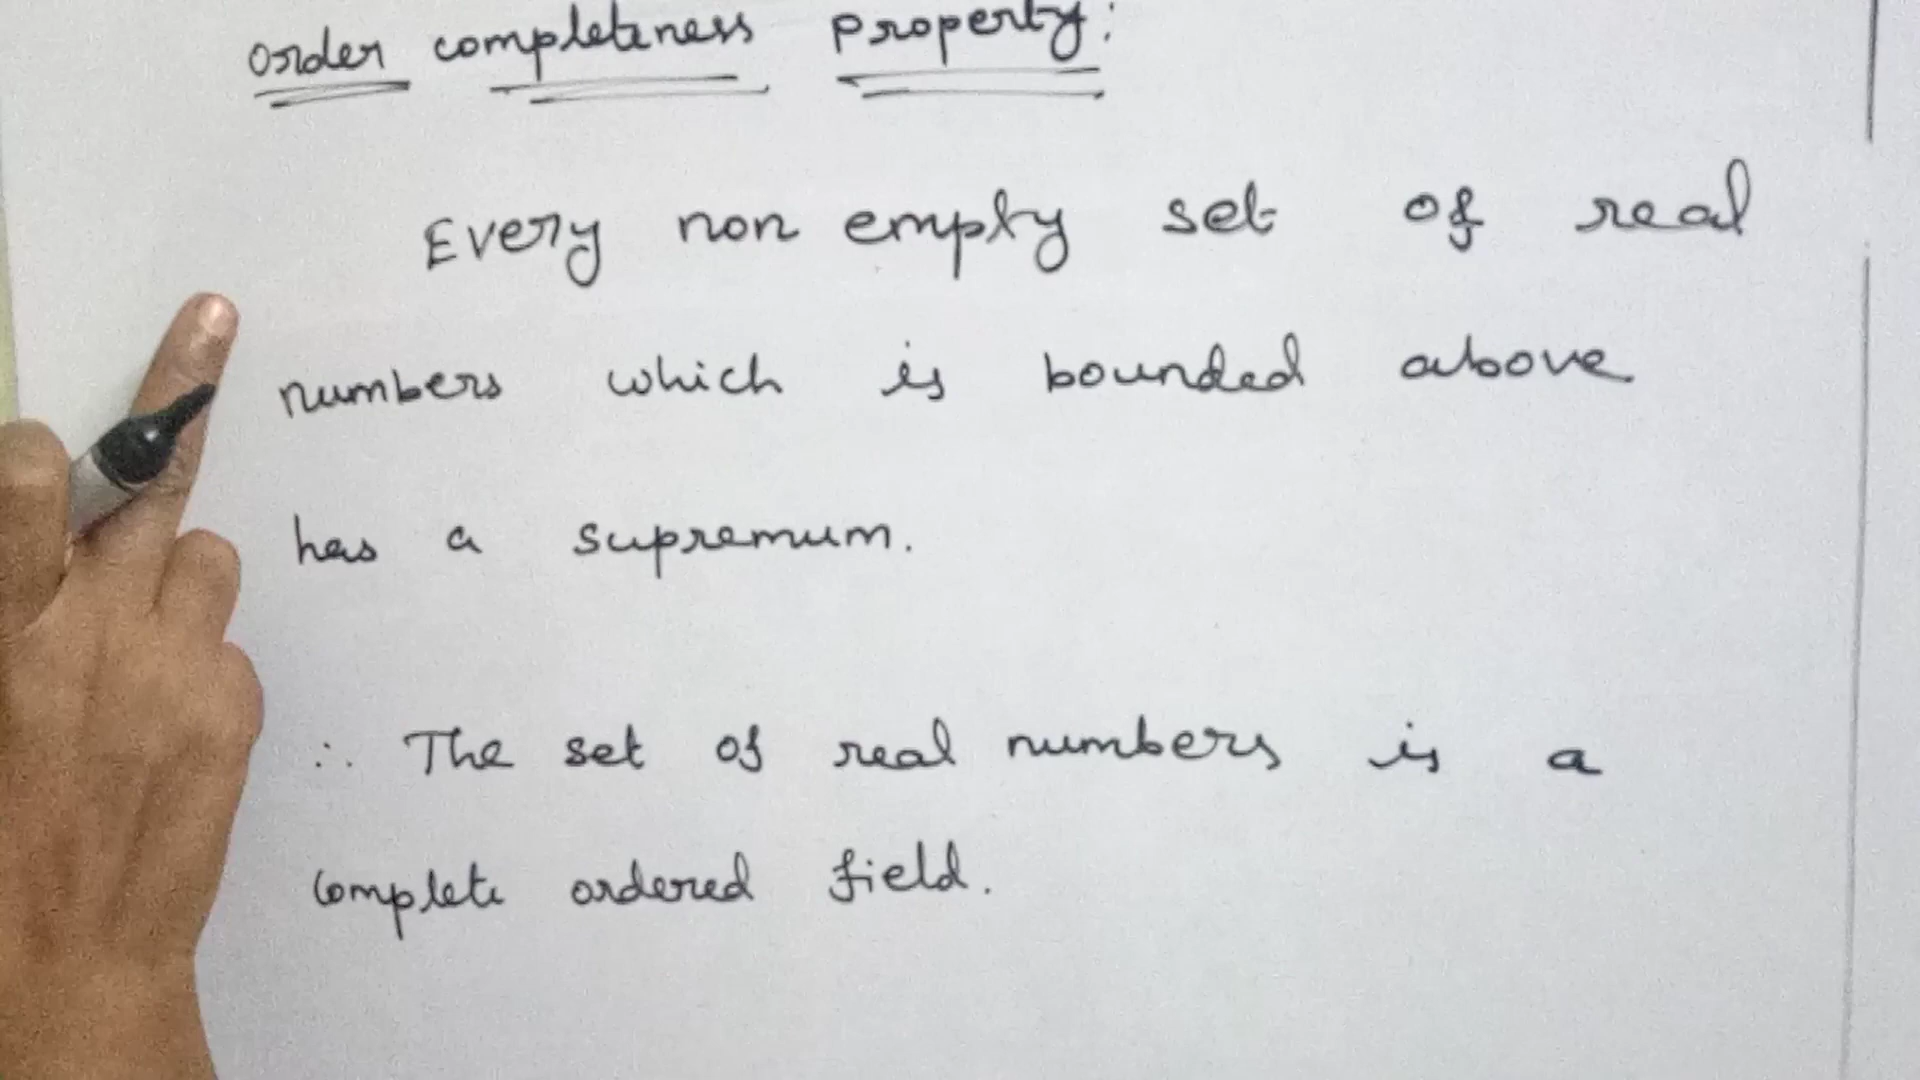 order completeness property:
Every non empty set of real
numbers which is bounded above
has a supremum.
∴ The set of real numbers is a
complete ordered field.